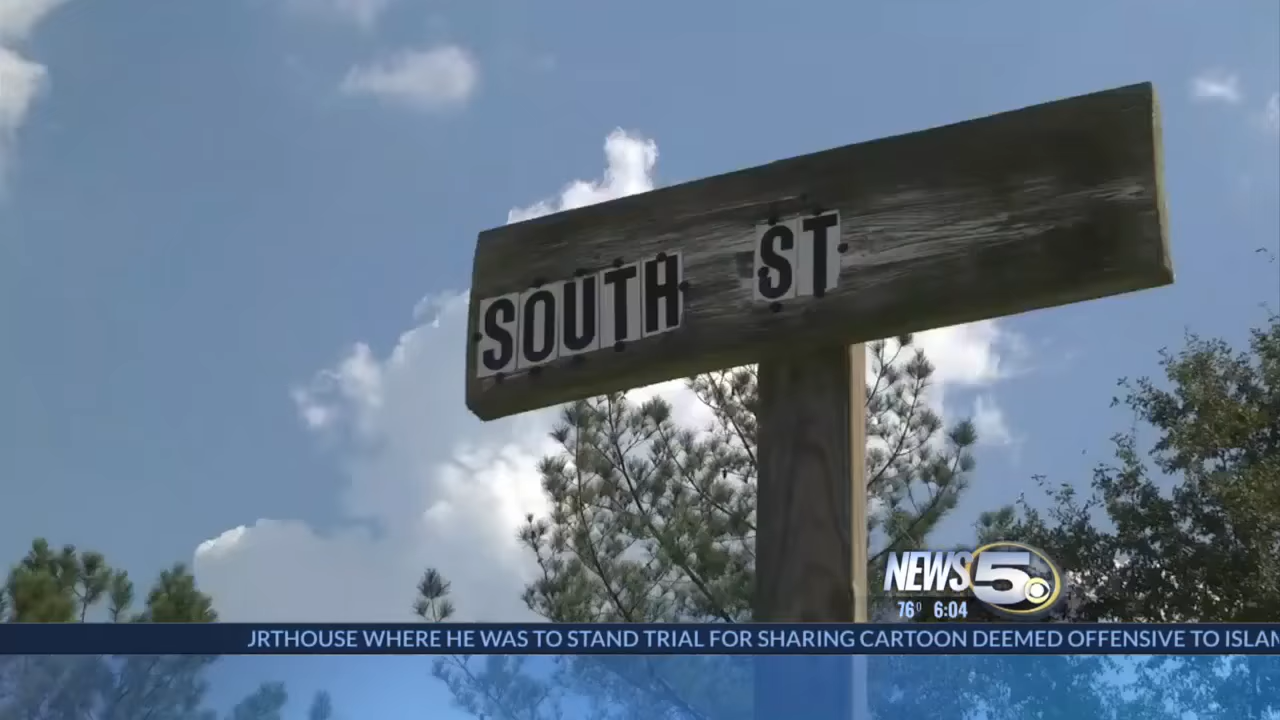 SOUTH ST
NEWS 5
76° 6:04
JRTHOUSE WHERE HE WAS TO STAND TRIAL FOR SHARING CARTOON DEEMED OFFENSIVE TO ISLAM